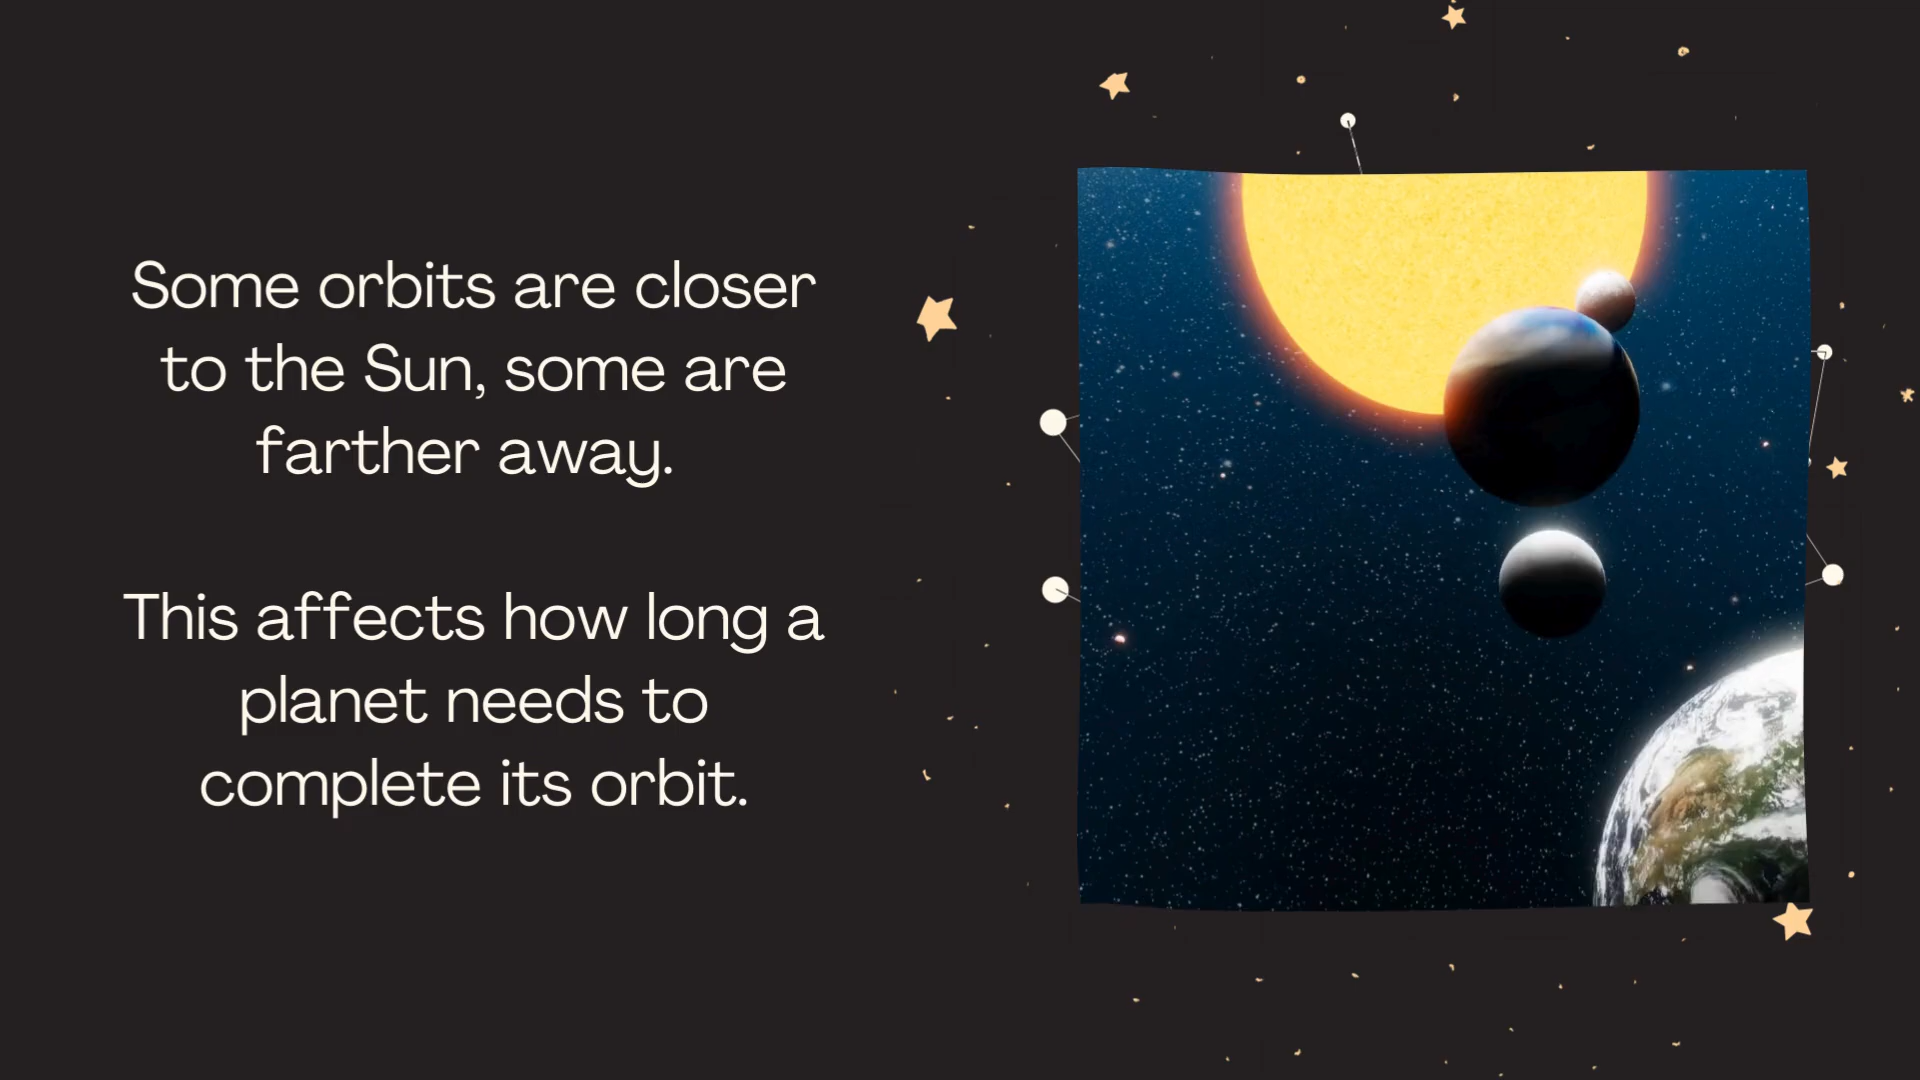 Some orbits are closer
to the Sun, some are
farther away.
This affects how long a
planet needs to
complete its orbit.